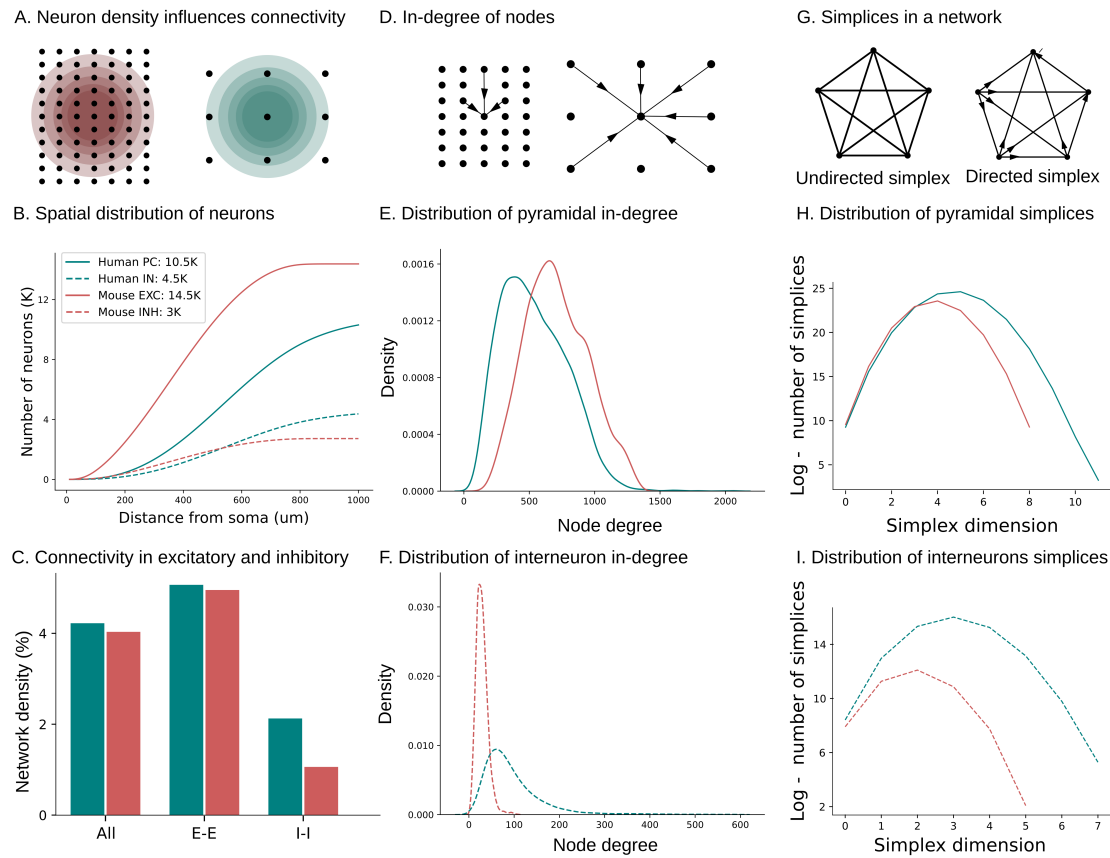 A. Neuron density influences connectivity
D. In-degree of nodes
G. Simplices in a network
Undirected simplex
Directed simplex
B. Spatial distribution of neurons
E. Distribution of pyramidal in-degree
H. Distribution of pyramidal simplices
Number of neurons (K)
12
8
4
0
Human PC: 10.5K
Human IN: 4.5K
Mouse EXC: 14.5K
Mouse INH: 3K
0
200
400
600
800
1000
Distance from soma (um)
Density
0.0016
0.0012
0.0008
0.0004
0.0000
0
500
1000
1500
2000
Node degree
Log - number of simplices
25
20
15
10
5
0
2
4
6
8
10
Simplex dimension
C. Connectivity in excitatory and inhibitory
F. Distribution of interneuron in-degree
I. Distribution of interneurons simplices
Network density (%)
4
2
0
All
E-E
I-I
Density
0.030
0.020
0.010
0.000
0
100
200
300
400
500
600
Node degree
Log - number of simplices
14
10
6
2
0
1
2
3
4
5
6
7
Simplex dimension